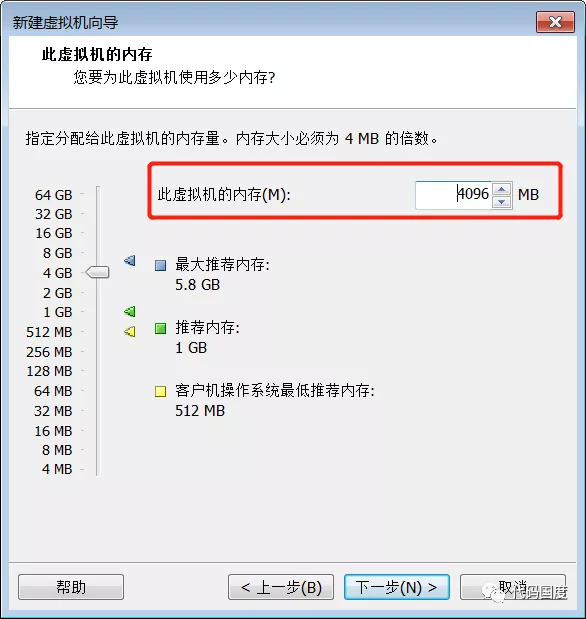 新建虚拟机向导
此虚拟机的内存
您要为此虚拟机使用多少内存?
指定分配给此虚拟机的内存量。内存大小必须为 4 MB 的倍数。
此虚拟机的内存(M): 4096 MB
64 GB
32 GB
16 GB
8 GB
4 GB
2 GB
1 GB
512 MB
256 MB
128 MB
64 MB
32 MB
16 MB
8 MB
4 MB
最大推荐内存:
5.8 GB
推荐内存:
1 GB
客户机操作系统最低推荐内存:
512 MB
帮助
< 上一步(B)
下一步(N) >
取消
代码国度